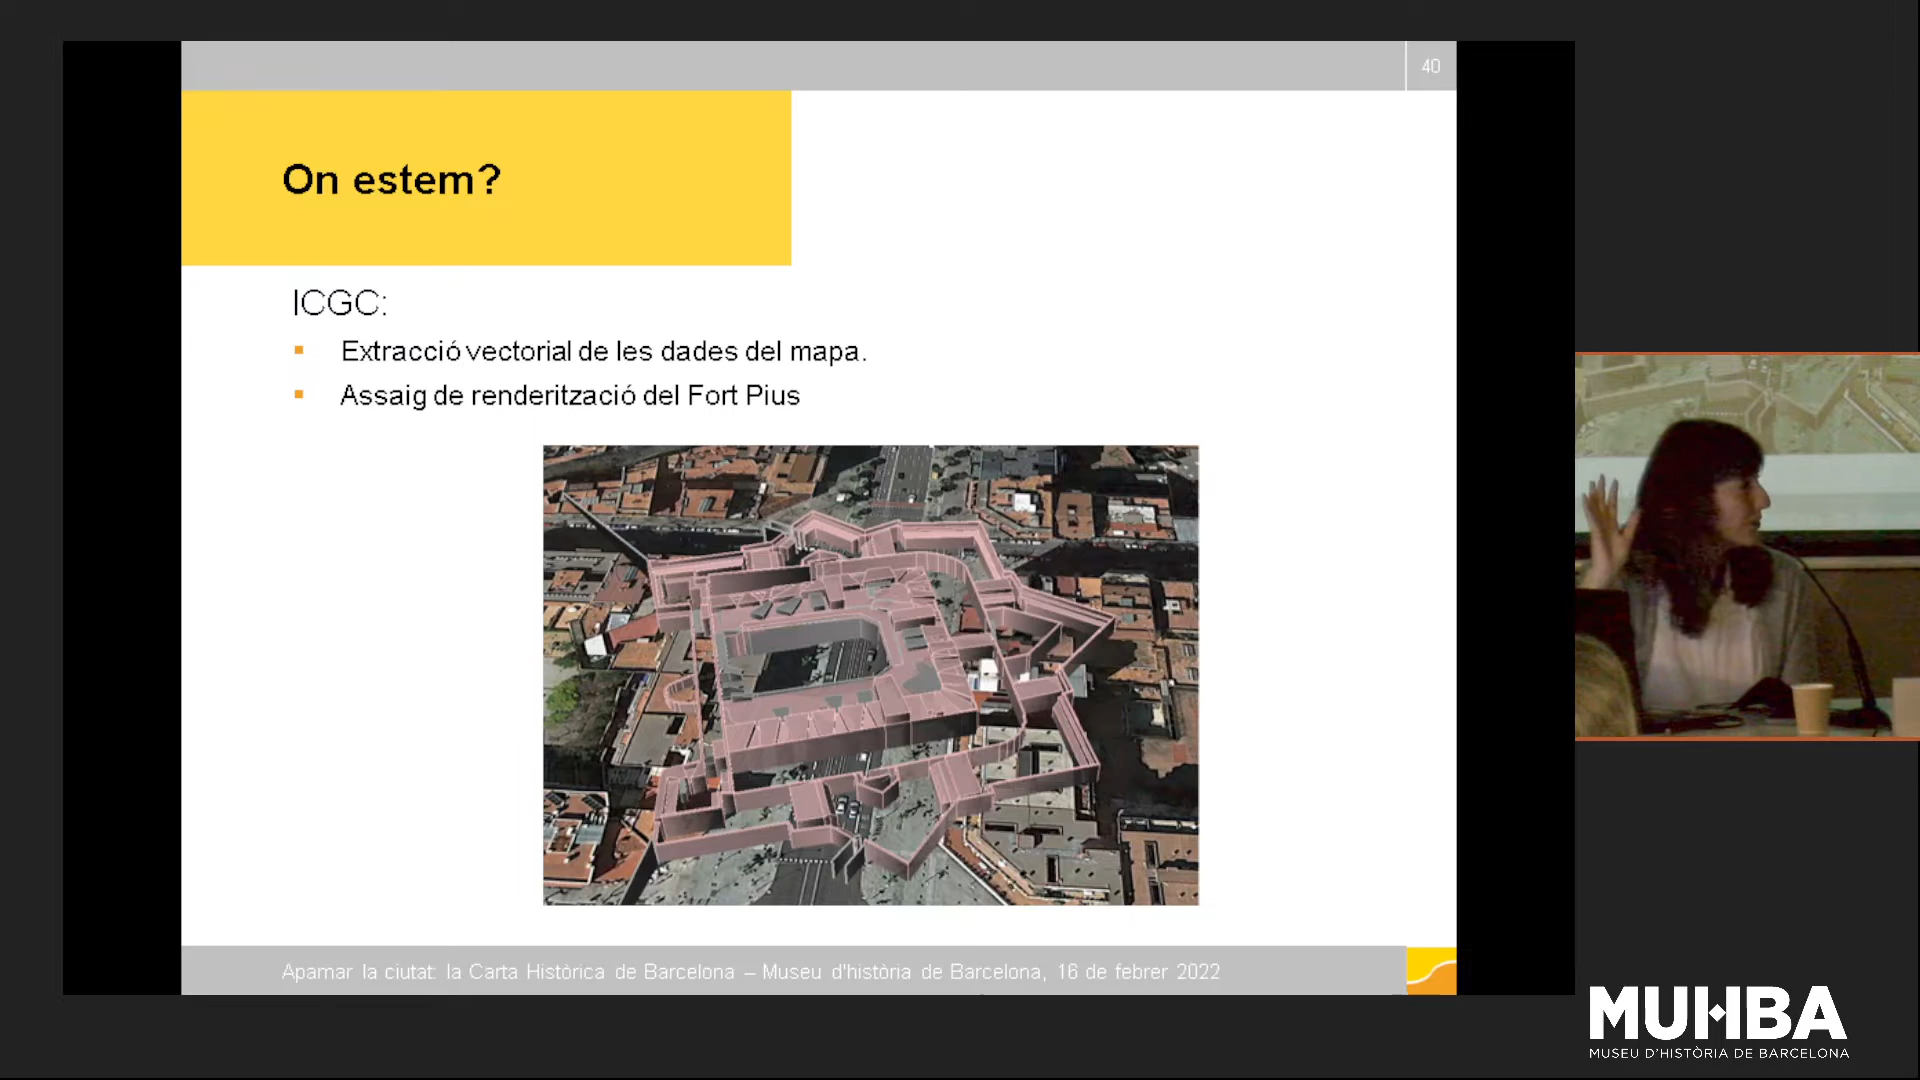 40
On estem?
ICGC:
Extracció vectorial de les dades del mapa.
Assaig de renderització del Fort Pius
Apamar la ciutat: la Carta Històrica de Barcelona – Museu d'història de Barcelona, 16 de febrer 2022
MUHBA
MUSEU D'HISTÒRIA DE BARCELONA